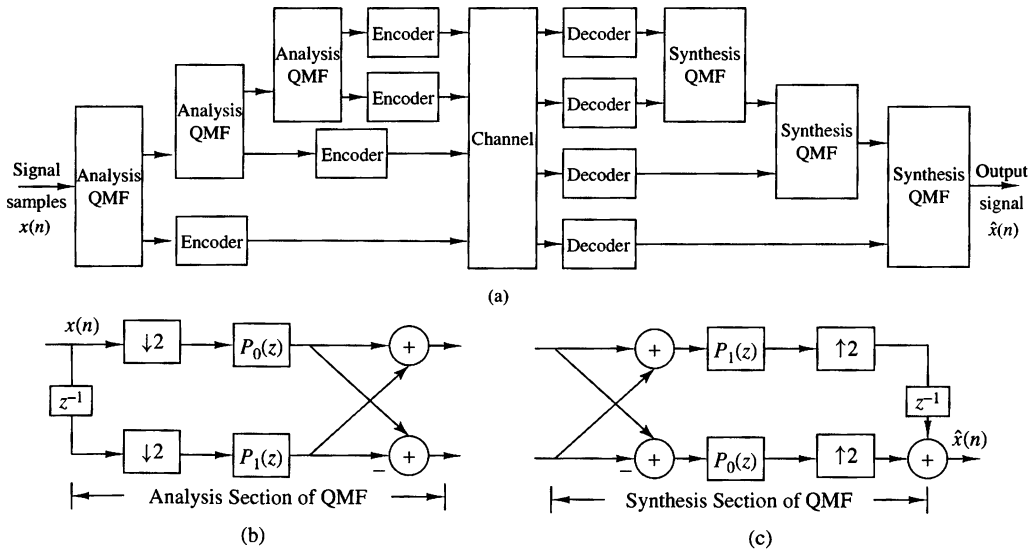 Analysis
QMF
Encoder
Encoder
Channel
Decoder
Decoder
Synthesis
QMF
Analysis
QMF
Encoder
Decoder
Synthesis
QMF
Signal
samples
x(n)
Analysis
QMF
Encoder
Decoder
Synthesis
QMF
Output
signal
x̂(n)
(a)
x(n)
↓2
P₀(z)
+
z⁻¹
↓2
P₁(z)
−
+
Analysis Section of QMF
(b)
+
P₁(z)
↑2
z⁻¹
−
+
P₀(z)
↑2
+
x̂(n)
Synthesis Section of QMF
(c)